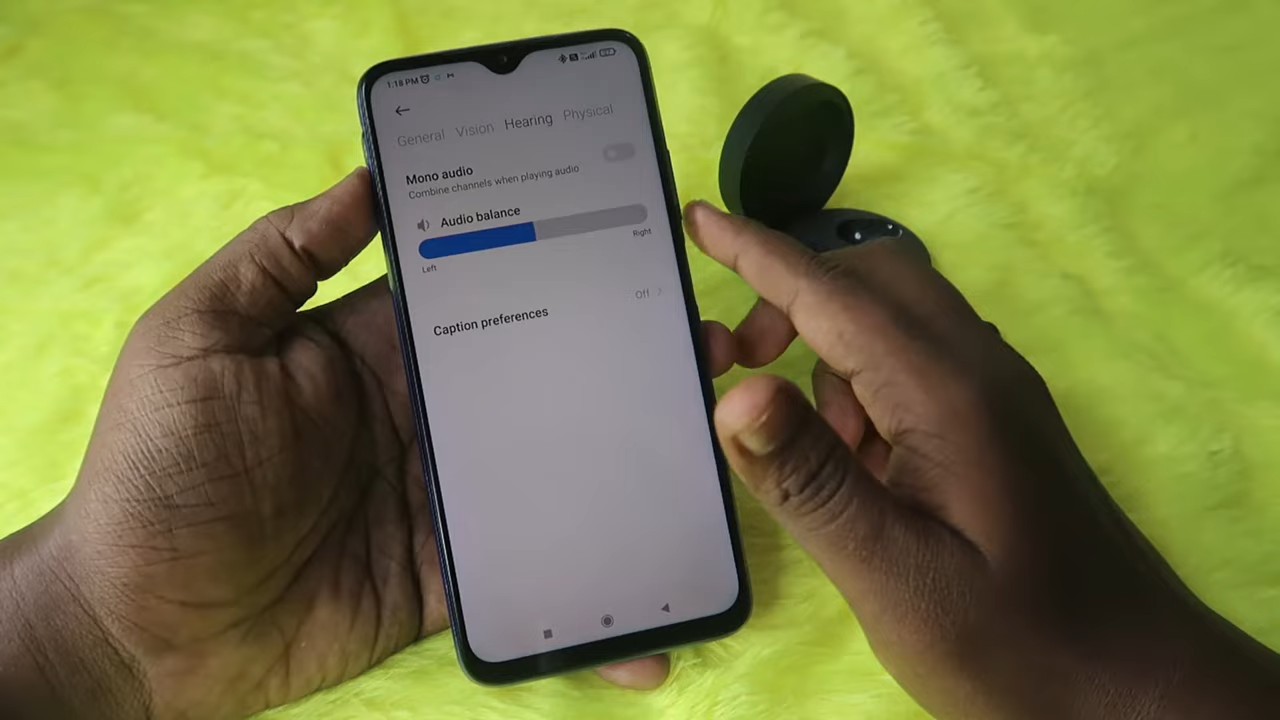 1:18 PM
General Vision Hearing Physical
Mono audio
Combine channels when playing audio
Audio balance
Left
Right
Off
Caption preferences